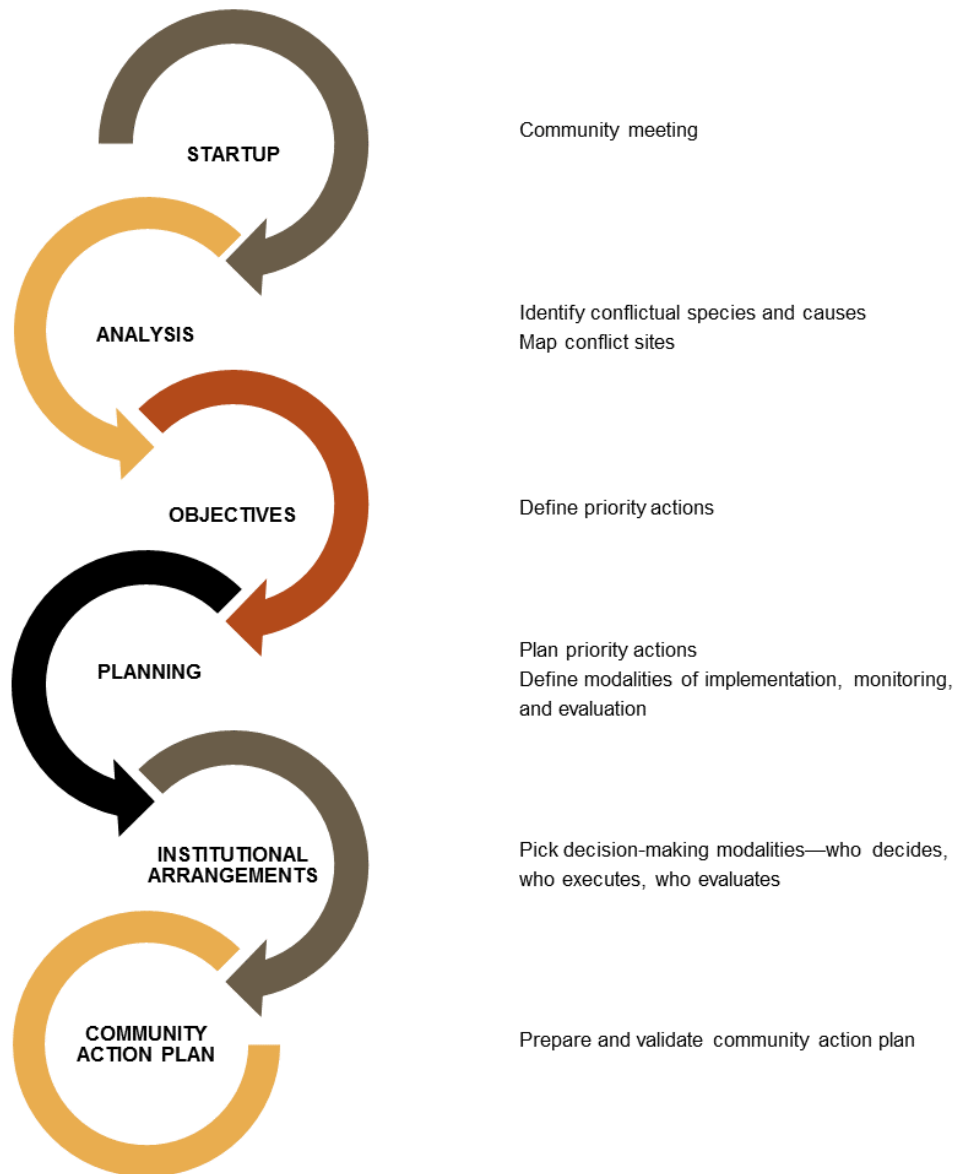 STARTUP
Community meeting
ANALYSIS
Identify conflictual species and causes
Map conflict sites
OBJECTIVES
Define priority actions
PLANNING
Plan priority actions
Define modalities of implementation, monitoring,
and evaluation
INSTITUTIONAL
ARRANGEMENTS
Pick decision-making modalities—who decides,
who executes, who evaluates
COMMUNITY
ACTION PLAN
Prepare and validate community action plan